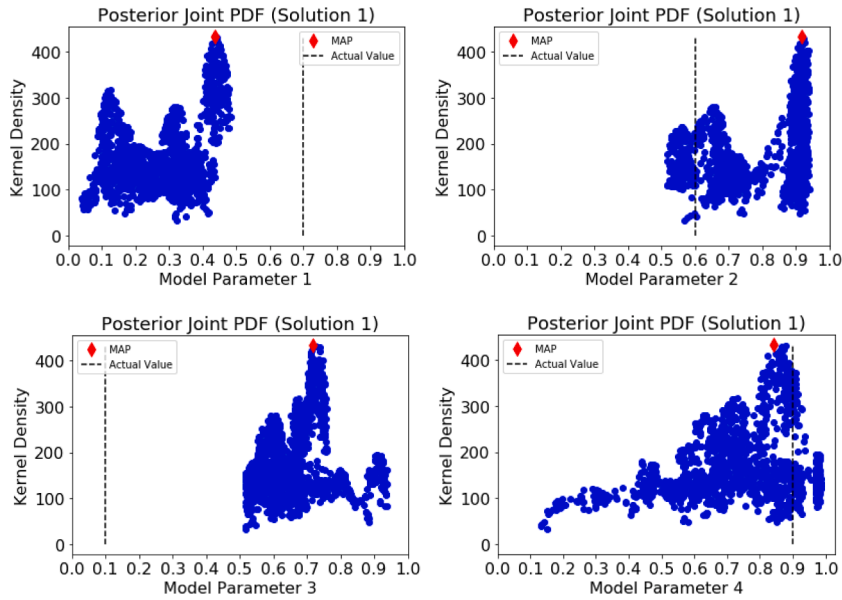 Posterior Joint PDF (Solution 1)
MAP
Actual Value
400
300
200
100
0
Kernel Density
0.0 0.1 0.2 0.3 0.4 0.5 0.6 0.7 0.8 0.9 1.0
Model Parameter 1
Posterior Joint PDF (Solution 1)
MAP
Actual Value
400
300
200
100
0
Kernel Density
0.0 0.1 0.2 0.3 0.4 0.5 0.6 0.7 0.8 0.9 1.0
Model Parameter 2
Posterior Joint PDF (Solution 1)
MAP
Actual Value
400
300
200
100
0
Kernel Density
0.0 0.1 0.2 0.3 0.4 0.5 0.6 0.7 0.8 0.9 1.0
Model Parameter 3
Posterior Joint PDF (Solution 1)
MAP
Actual Value
400
300
200
100
0
Kernel Density
0.0 0.1 0.2 0.3 0.4 0.5 0.6 0.7 0.8 0.9 1.0
Model Parameter 4